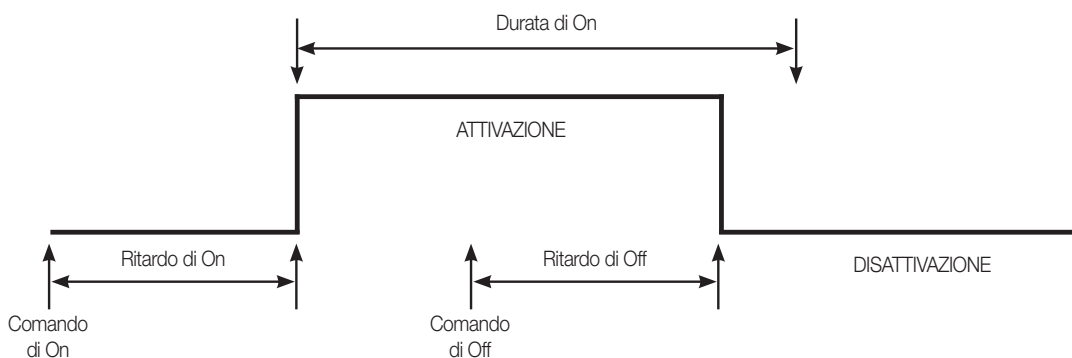 Durata di On
ATTIVAZIONE
Ritardo di On
Ritardo di Off
DISATTIVAZIONE
Comando
di On
Comando
di Off